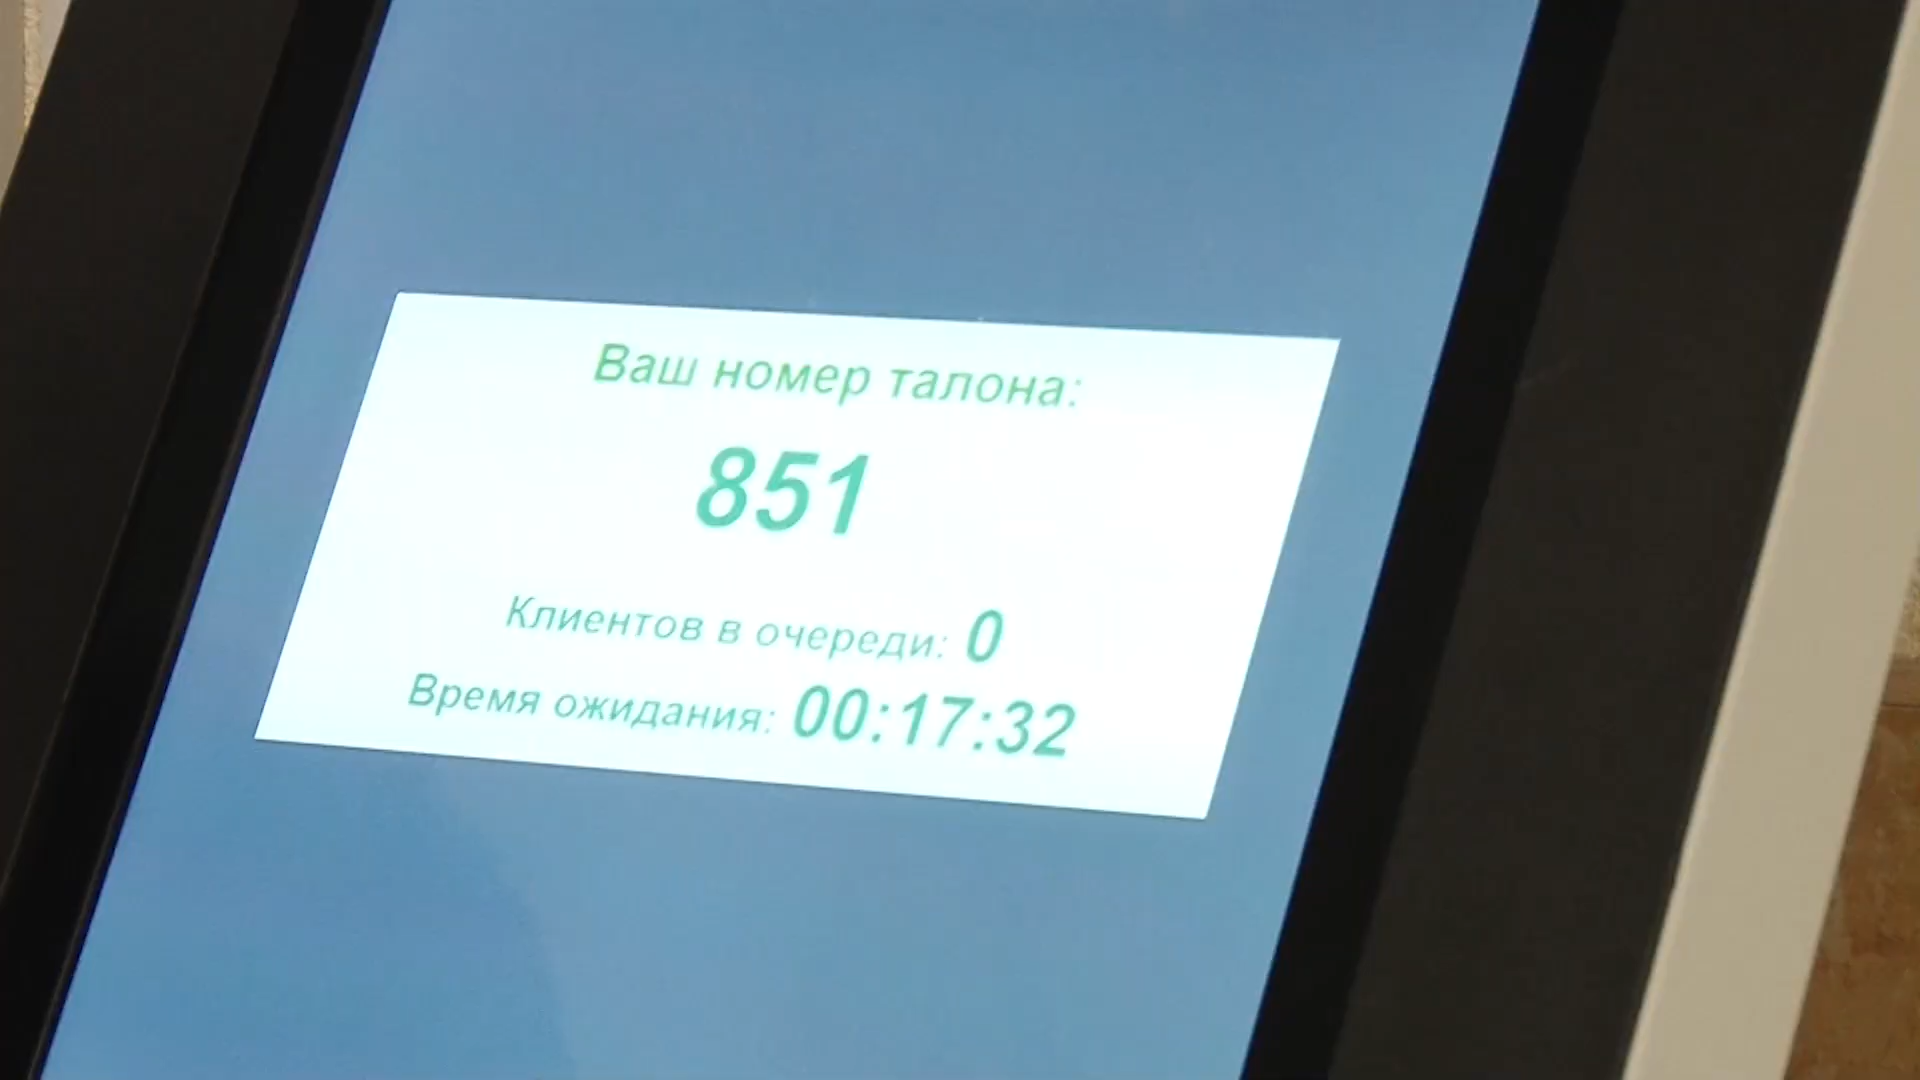 Ваш номер талона:
851
Клиентов в очереди: 0
Время ожидания: 00:17:32